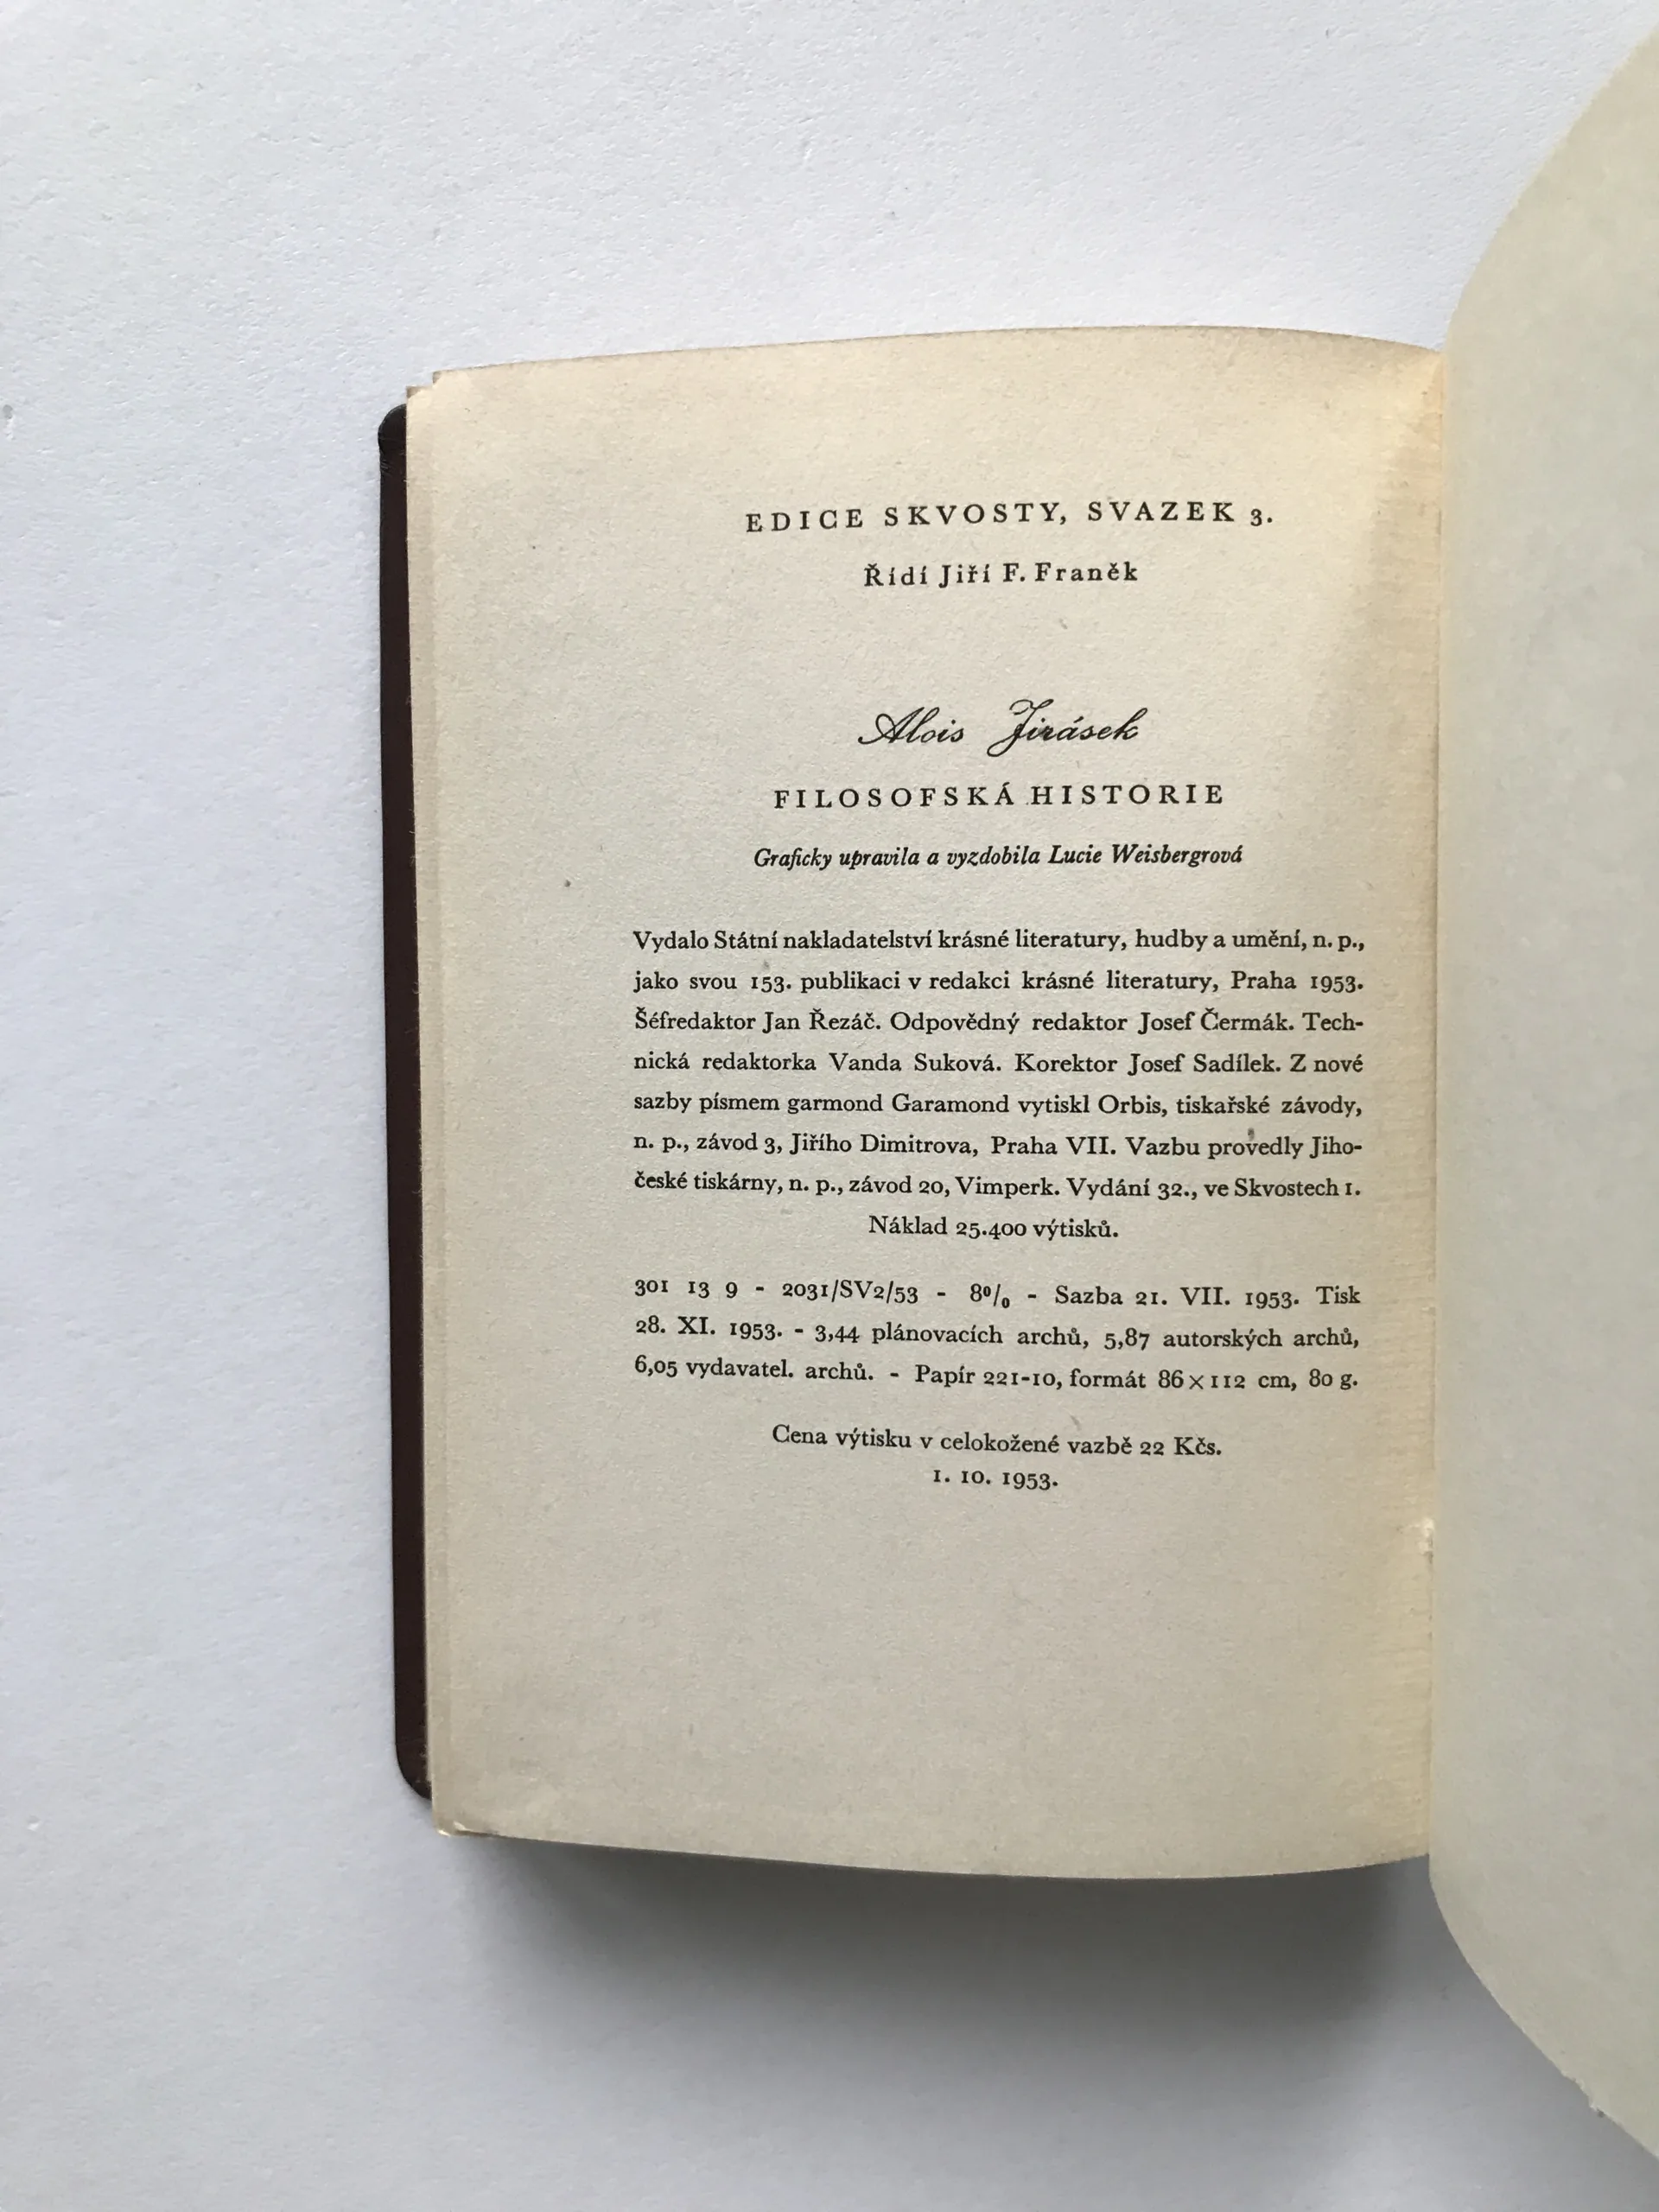 EDICE SKVOSTY, SVAZEK 3.
Řídí Jiří F. Franěk
Alois Jirásek
FILOSOFSKÁ HISTORIE
Graficky upravila a vyzdobila Lucie Weisbergrová
Vydalo Státní nakladatelství krásné literatury, hudby a umění, n. p.,
jako svou 153. publikaci v redakci krásné literatury, Praha 1953.
Šéfredaktor Jan Řezáč. Odpovědný redaktor Josef Čermák. Tech-
nická redaktorka Vanda Suková. Korektor Josef Sadílek. Z nové
sazby písmem garmond Garamond vytiskl Orbis, tiskařské závody,
n. p., závod 3, Jiřího Dimitrova, Praha VII. Vazbu provedly Jiho-
české tiskárny, n. p., závod 20, Vimperk. Vydání 32., ve Skvostech 1.
Náklad 25.400 výtisků.
301 13 9 - 2031/SV2/53 - 8% - Sazba 21. VII. 1953. Tisk
28. XI. 1953. - 3,44 plánovacích archů, 5,87 autorských archů,
6,05 vydavatel. archů. - Papír 221-10, formát 86×112 cm, 80 g.
Cena výtisku v celokožené vazbě 22 Kčs.
1. 10. 1953.